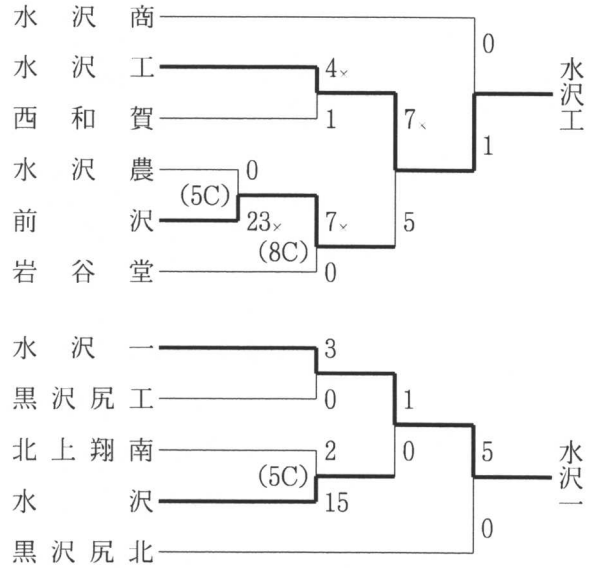 水沢商
0
水沢工
4×
水沢工
西和賀
1
7×
1
水沢農
0
(5C)
前沢
23×
7×
5
(8C)
岩谷堂
0
水沢一
3
黒沢尻工
0
1
北上翔南
2
0
5
水沢一
(5C)
水沢
15
0
黒沢尻北